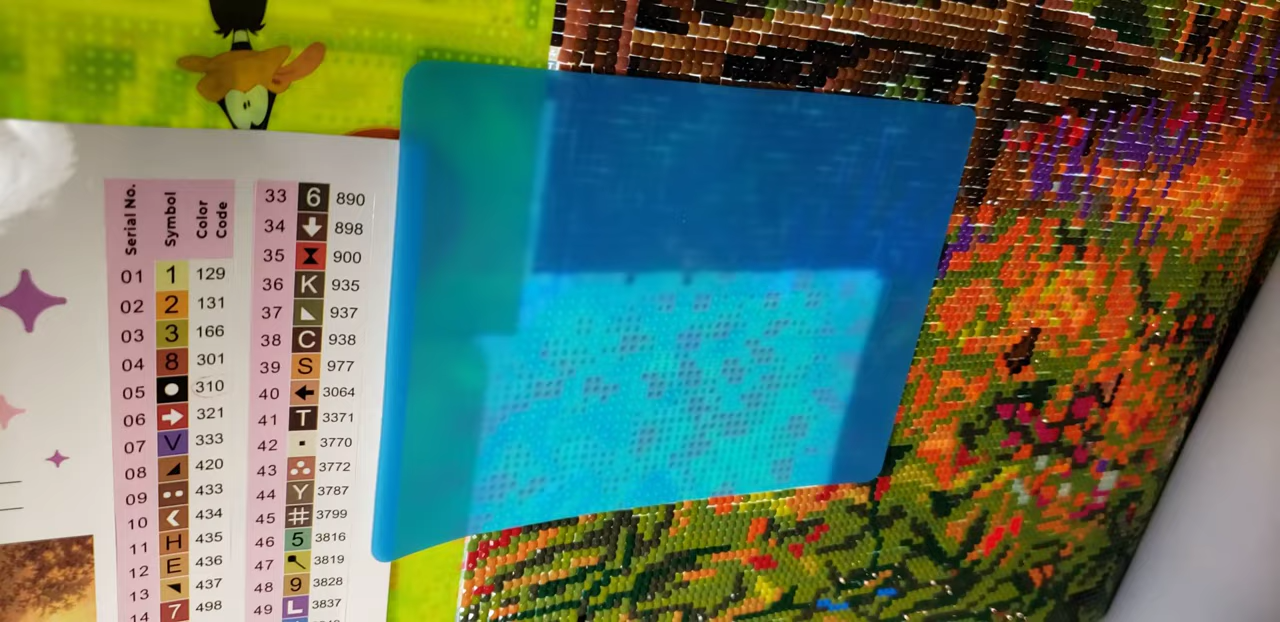 Serial No. Symbol Color Code
01 1 129
02 2 131
03 3 166
04 8 301
05 310
06 321
07 V 333
08 420
09 433
10 434
11 H 435
12 E 436
13 437
14 7 498
33 6 890
34 898
35 900
36 K 935
37 937
38 C 938
39 S 977
40 3064
41 T 3371
42 3770
43 3772
44 Y 3787
45 # 3799
46 5 3816
47 3819
48 9 3828
49 L 3837